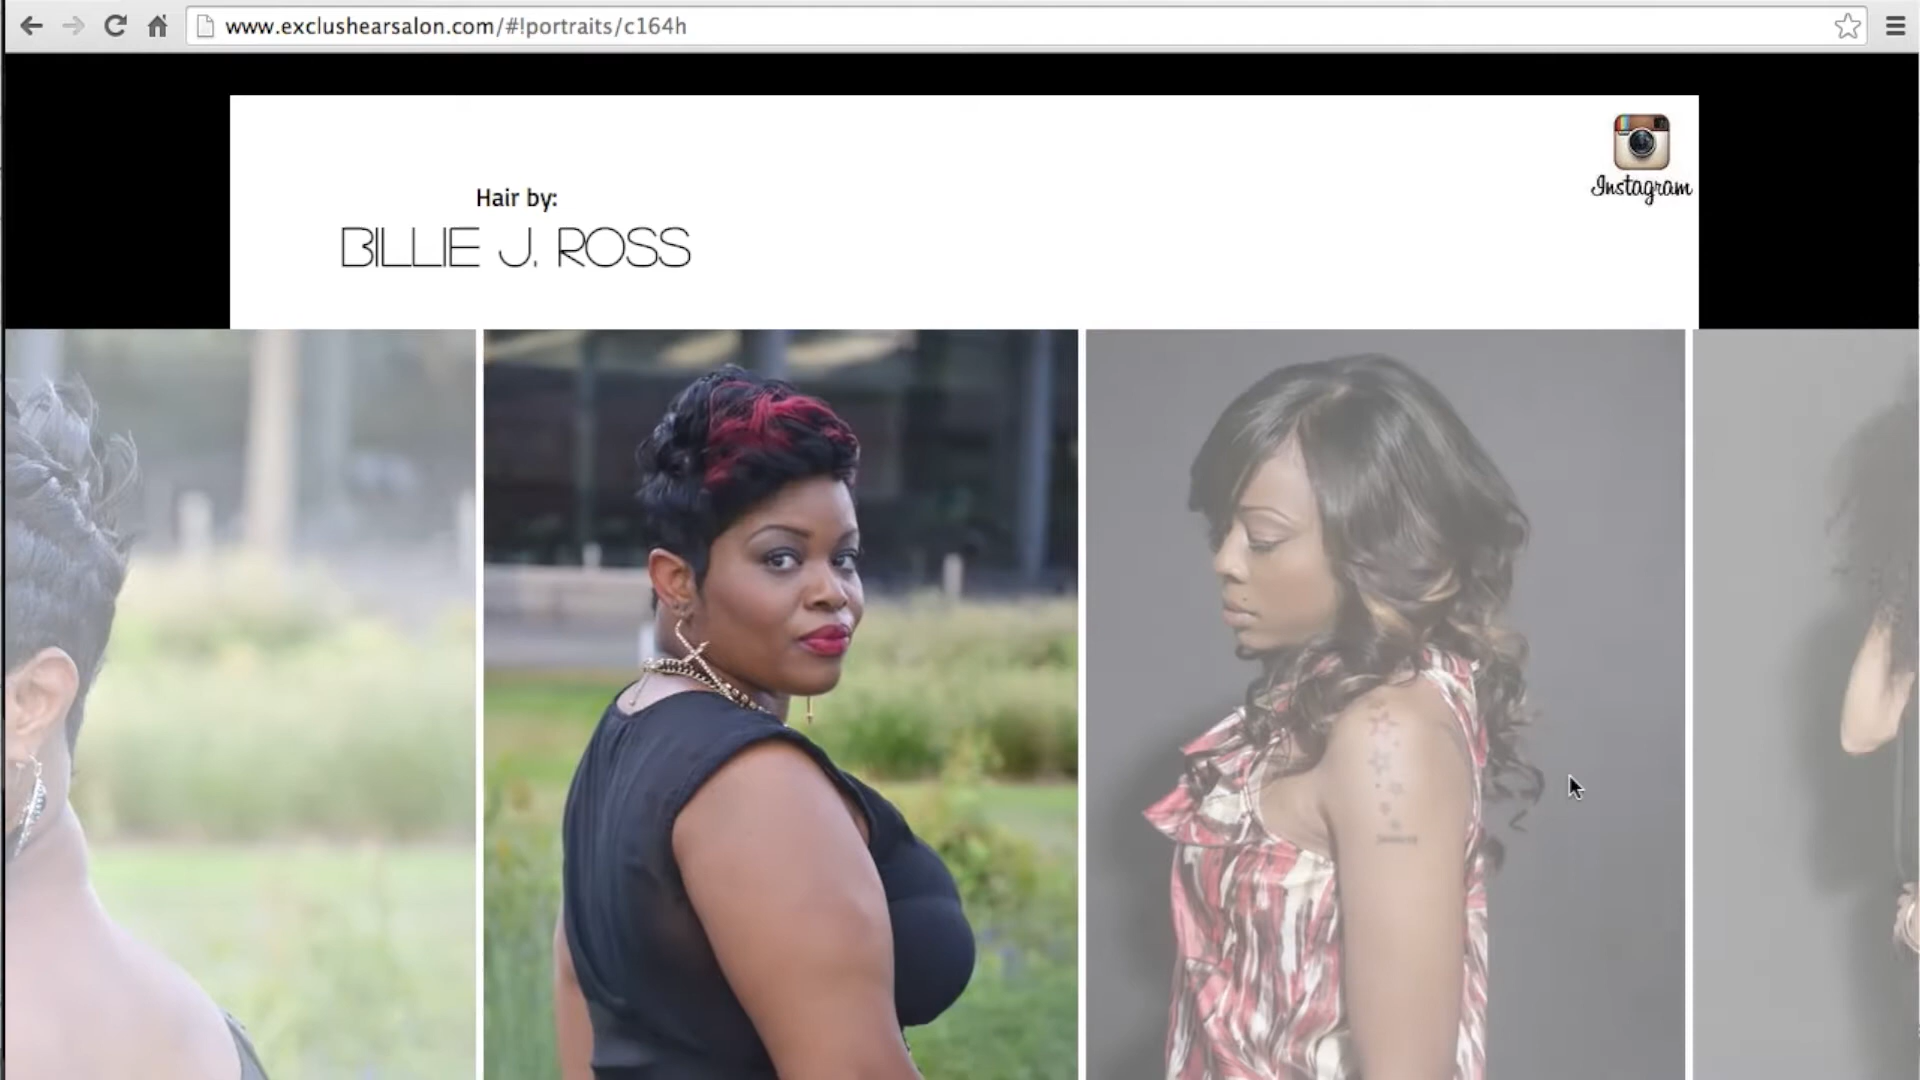 www.exclushearsalon.com/#!portraits/c164h
Instagram
Hair by:
BILLIE J. ROSS